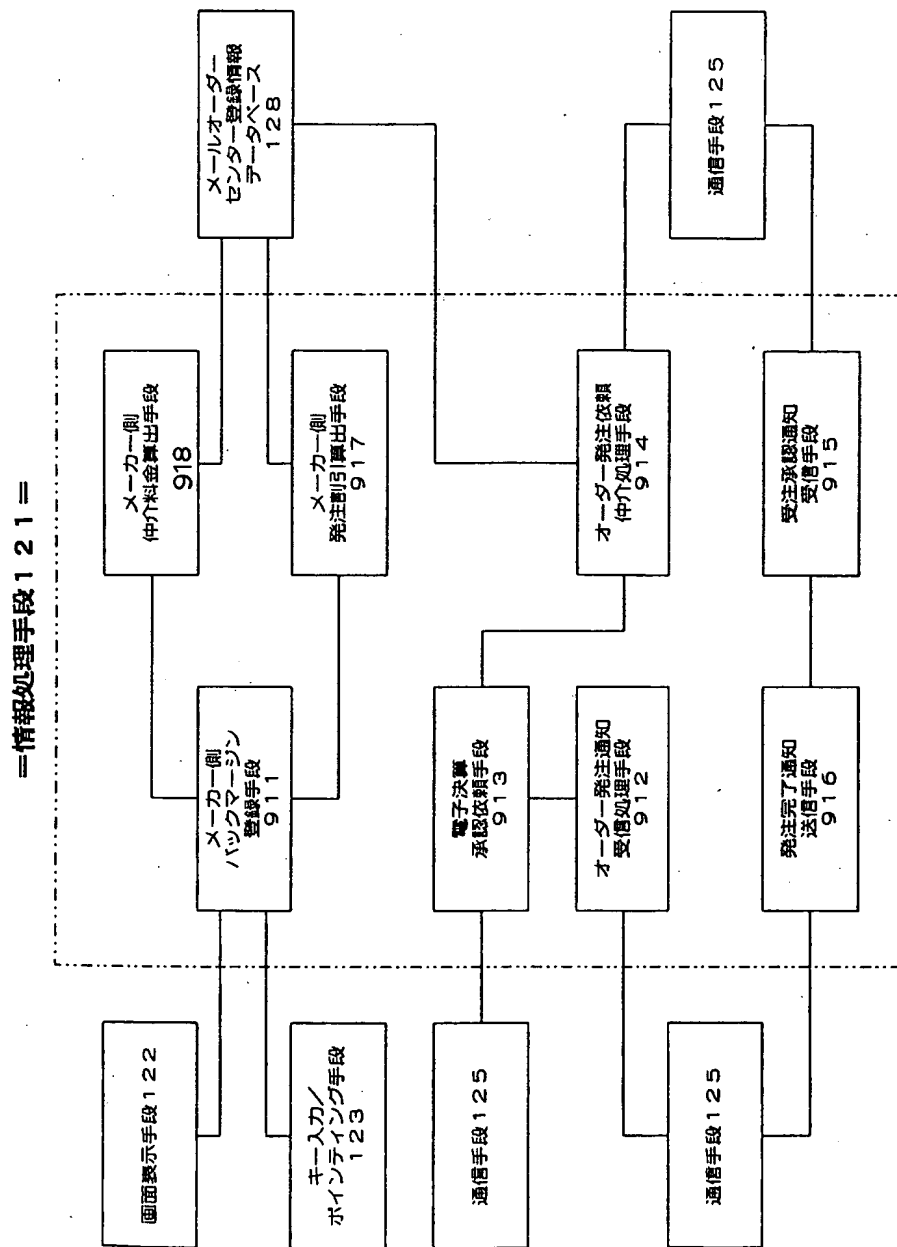 ＝情報処理手段１２１＝
画面表示手段１２２
メーカー側
仲介料金算出手段
918
メーカー側
バックマージン
登録手段
９１１
メールオーダー
センター登録情報
データベース
１２８
キー入力／
ポインティング手段
１２３
メーカー側
発注割引算出手段
９１７
通信手段１２５
電子決算
承認依頼手段
９１３
オーダー発注通知
受信処理手段
９１２
オーダー発注依頼
仲介処理手段
９１４
通信手段１２５
通信手段１２５
発注完了通知
送信手段
９１６
受注承認通知
受信手段
９１５